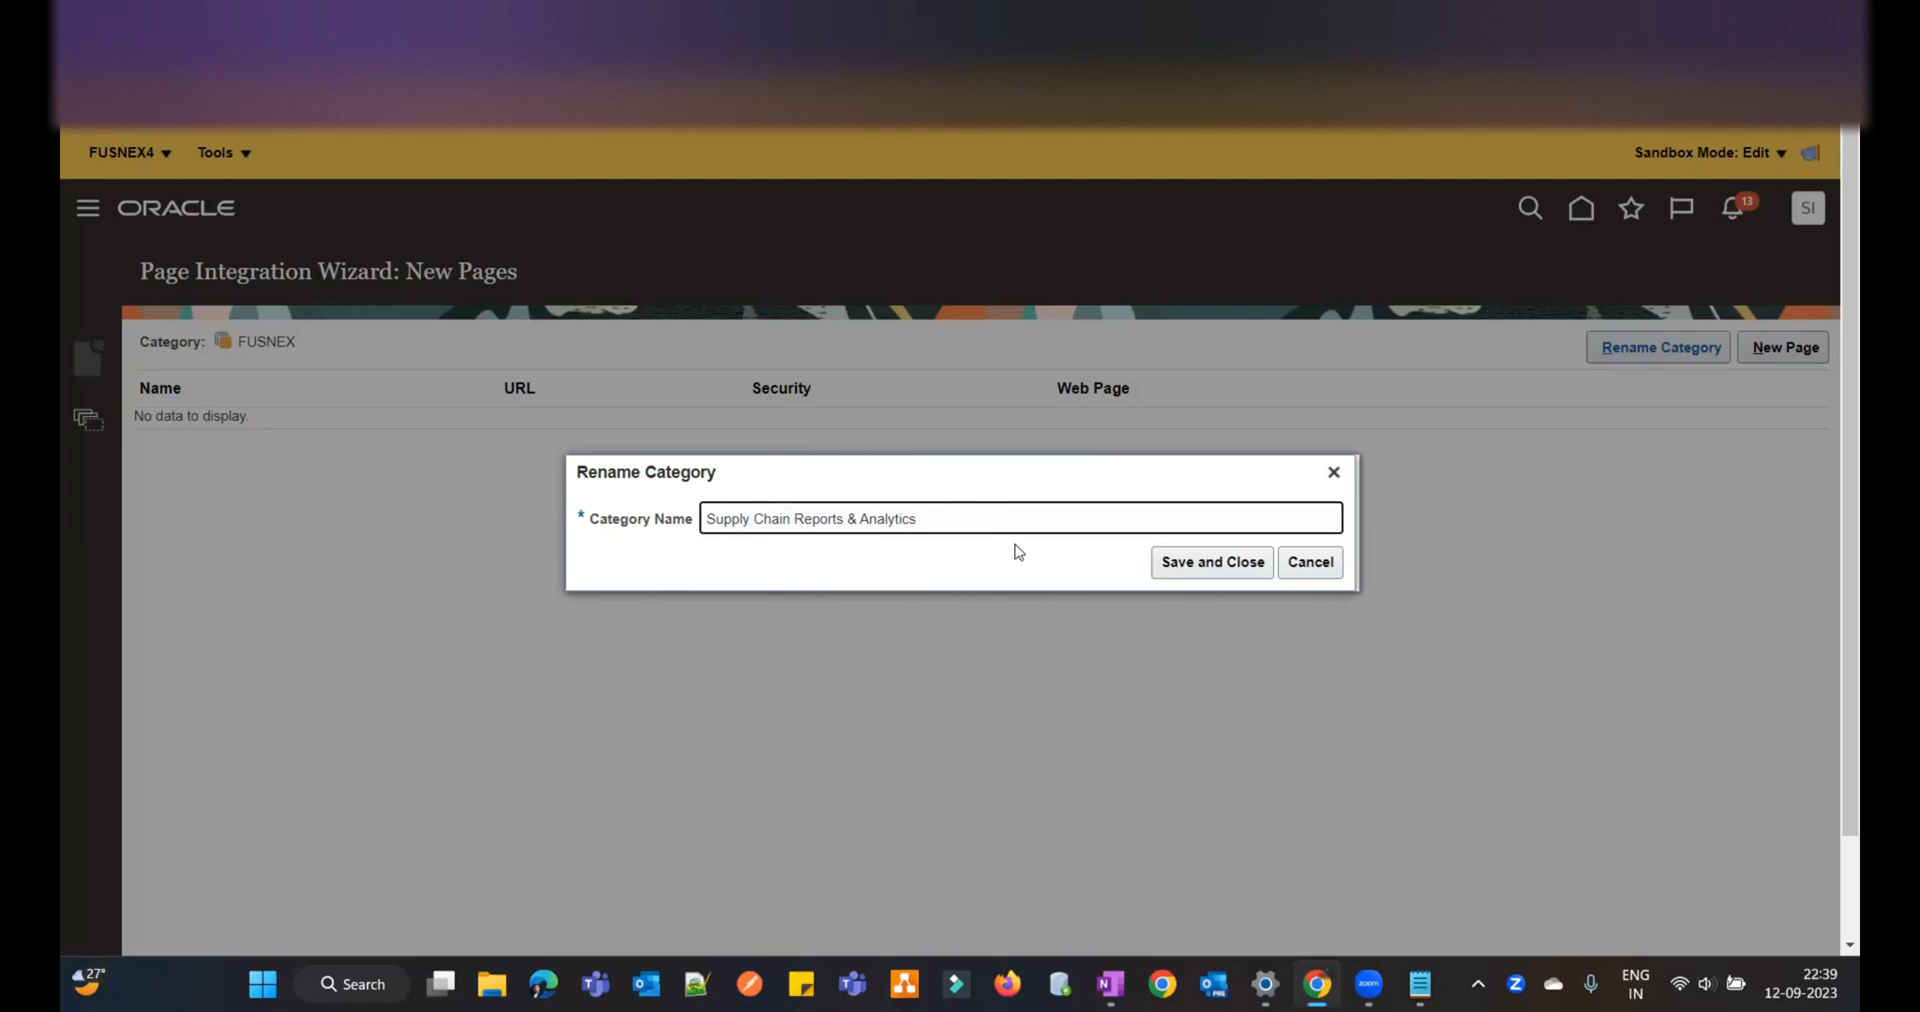 FUSNEX4 Tools Sandbox Mode: Edit
ORACLE 13 SI
Page Integration Wizard: New Pages
Category: FUSNEX Rename Category New Page
Name URL Security Web Page
No data to display.
Rename Category
* Category Name Supply Chain Reports & Analytics
Save and Close Cancel
27°
Search
zoom
ENG
IN
22:39
12-09-2023